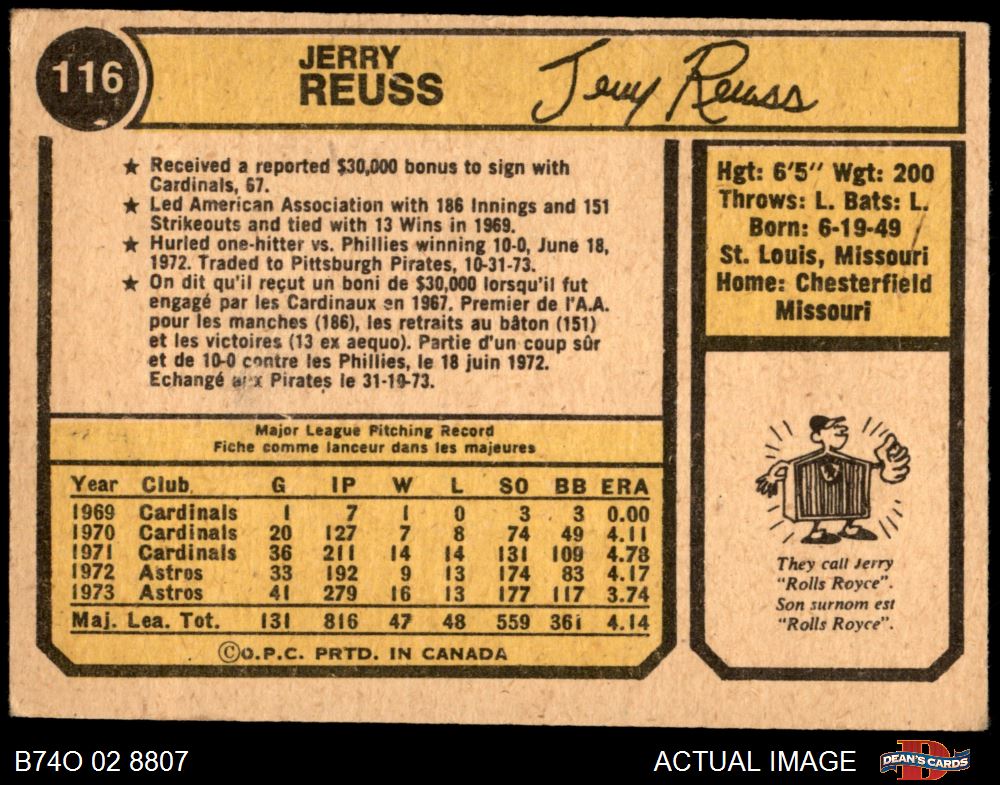 116
JERRY
REUSS
Jerry Reuss
★ Received a reported $30,000 bonus to sign with
Cardinals, 67.
★ Led American Association with 186 Innings and 151
Strikeouts and tied with 13 Wins in 1969.
★ Hurled one-hitter vs. Phillies winning 10-0, June 18,
1972. Traded to Pittsburgh Pirates, 10-31-73.
★ On dit qu'il reçut un boni de $30,000 lorsqu'il fut
engagé par les Cardinaux en 1967. Premier de l'A.A.
pour les manches (186), les retraits au bâton (151)
et les victoires (13 ex aequo). Partie d'un coup sûr
et de 10-0 contre les Phillies, le 18 juin 1972.
Echangé aux Pirates le 31-10-73.
Hgt: 6'5" Wgt: 200
Throws: L. Bats: L.
Born: 6-19-49
St. Louis, Missouri
Home: Chesterfield
Missouri
Major League Pitching Record
Fiche comme lanceur dans les majeures
Year Club G IP W L SO BB ERA
1969 Cardinals 1 7 1 0 3 3 0.00
1970 Cardinals 20 127 7 8 74 49 4.11
1971 Cardinals 36 211 14 14 131 109 4.78
1972 Astros 33 192 9 13 174 83 4.17
1973 Astros 41 279 16 13 177 117 3.74
Maj. Lea. Tot. 131 816 47 48 559 361 4.14
©O.P.C. PRTD. IN CANADA
They call Jerry
"Rolls Royce".
Son surnom est
"Rolls Royce".
B74O 02 8807
ACTUAL IMAGE
DEAN'S CARDS